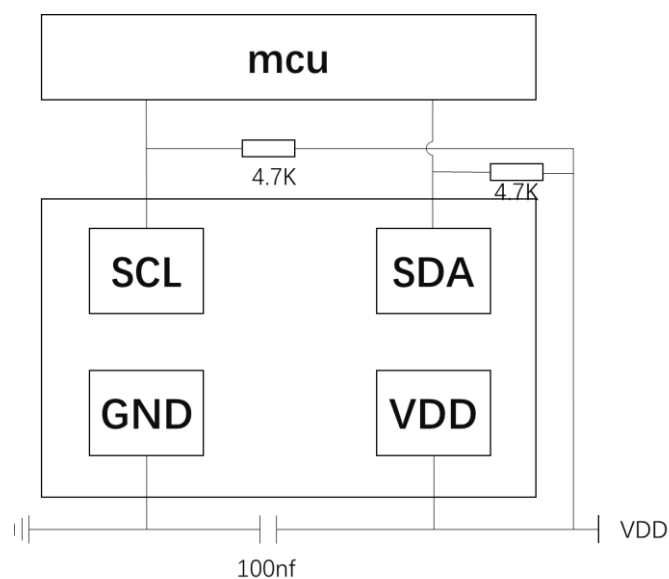 mcu
4.7K
4.7K
SCL
SDA
GND
VDD
VDD
100nf